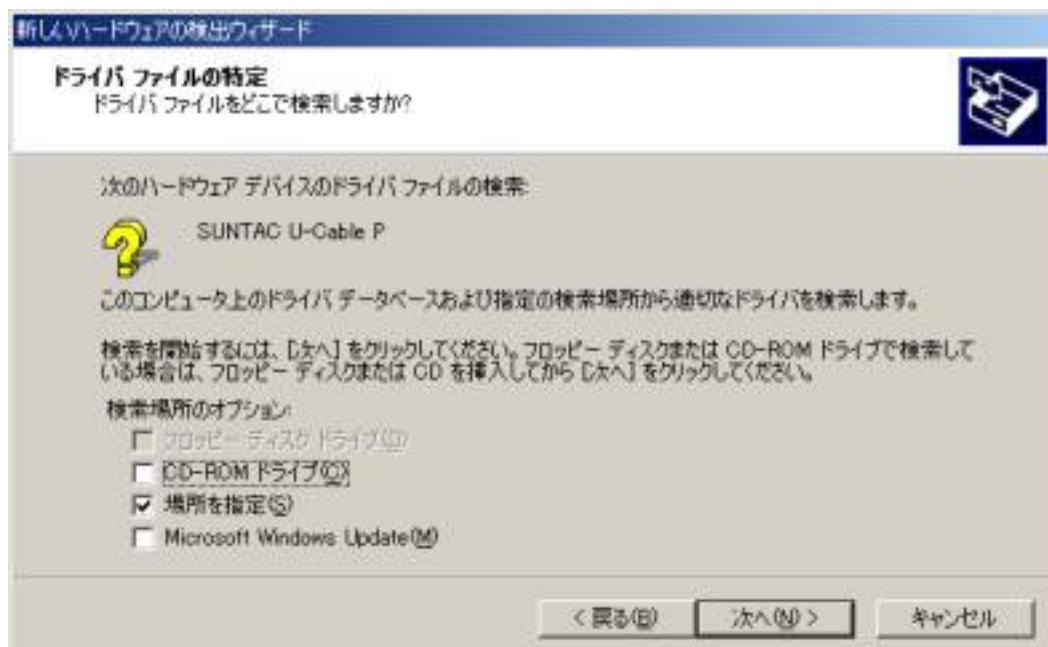 新しいハードウェアの検出ウィザード
ドライバ ファイルの特定
ドライバ ファイルをどこで検索しますか?
次のハードウェア デバイスのドライバ ファイルの検索:
SUNTAC U-Cable P
このコンピュータ上のドライバ データベースおよび指定の検索場所から適切なドライバを検索します。
検索を開始するには、[次へ] をクリックしてください。フロッピー ディスクまたは CD-ROM ドライブで検索して
いる場合は、フロッピー ディスクまたは CD を挿入してから [次へ] をクリックしてください。
検索場所のオプション:
フロッピー ディスク ドライブ(D)
CD-ROM ドライブ(C)
場所を指定(S)
Microsoft Windows Update(M)
< 戻る(B)
次へ(N) >
キャンセル